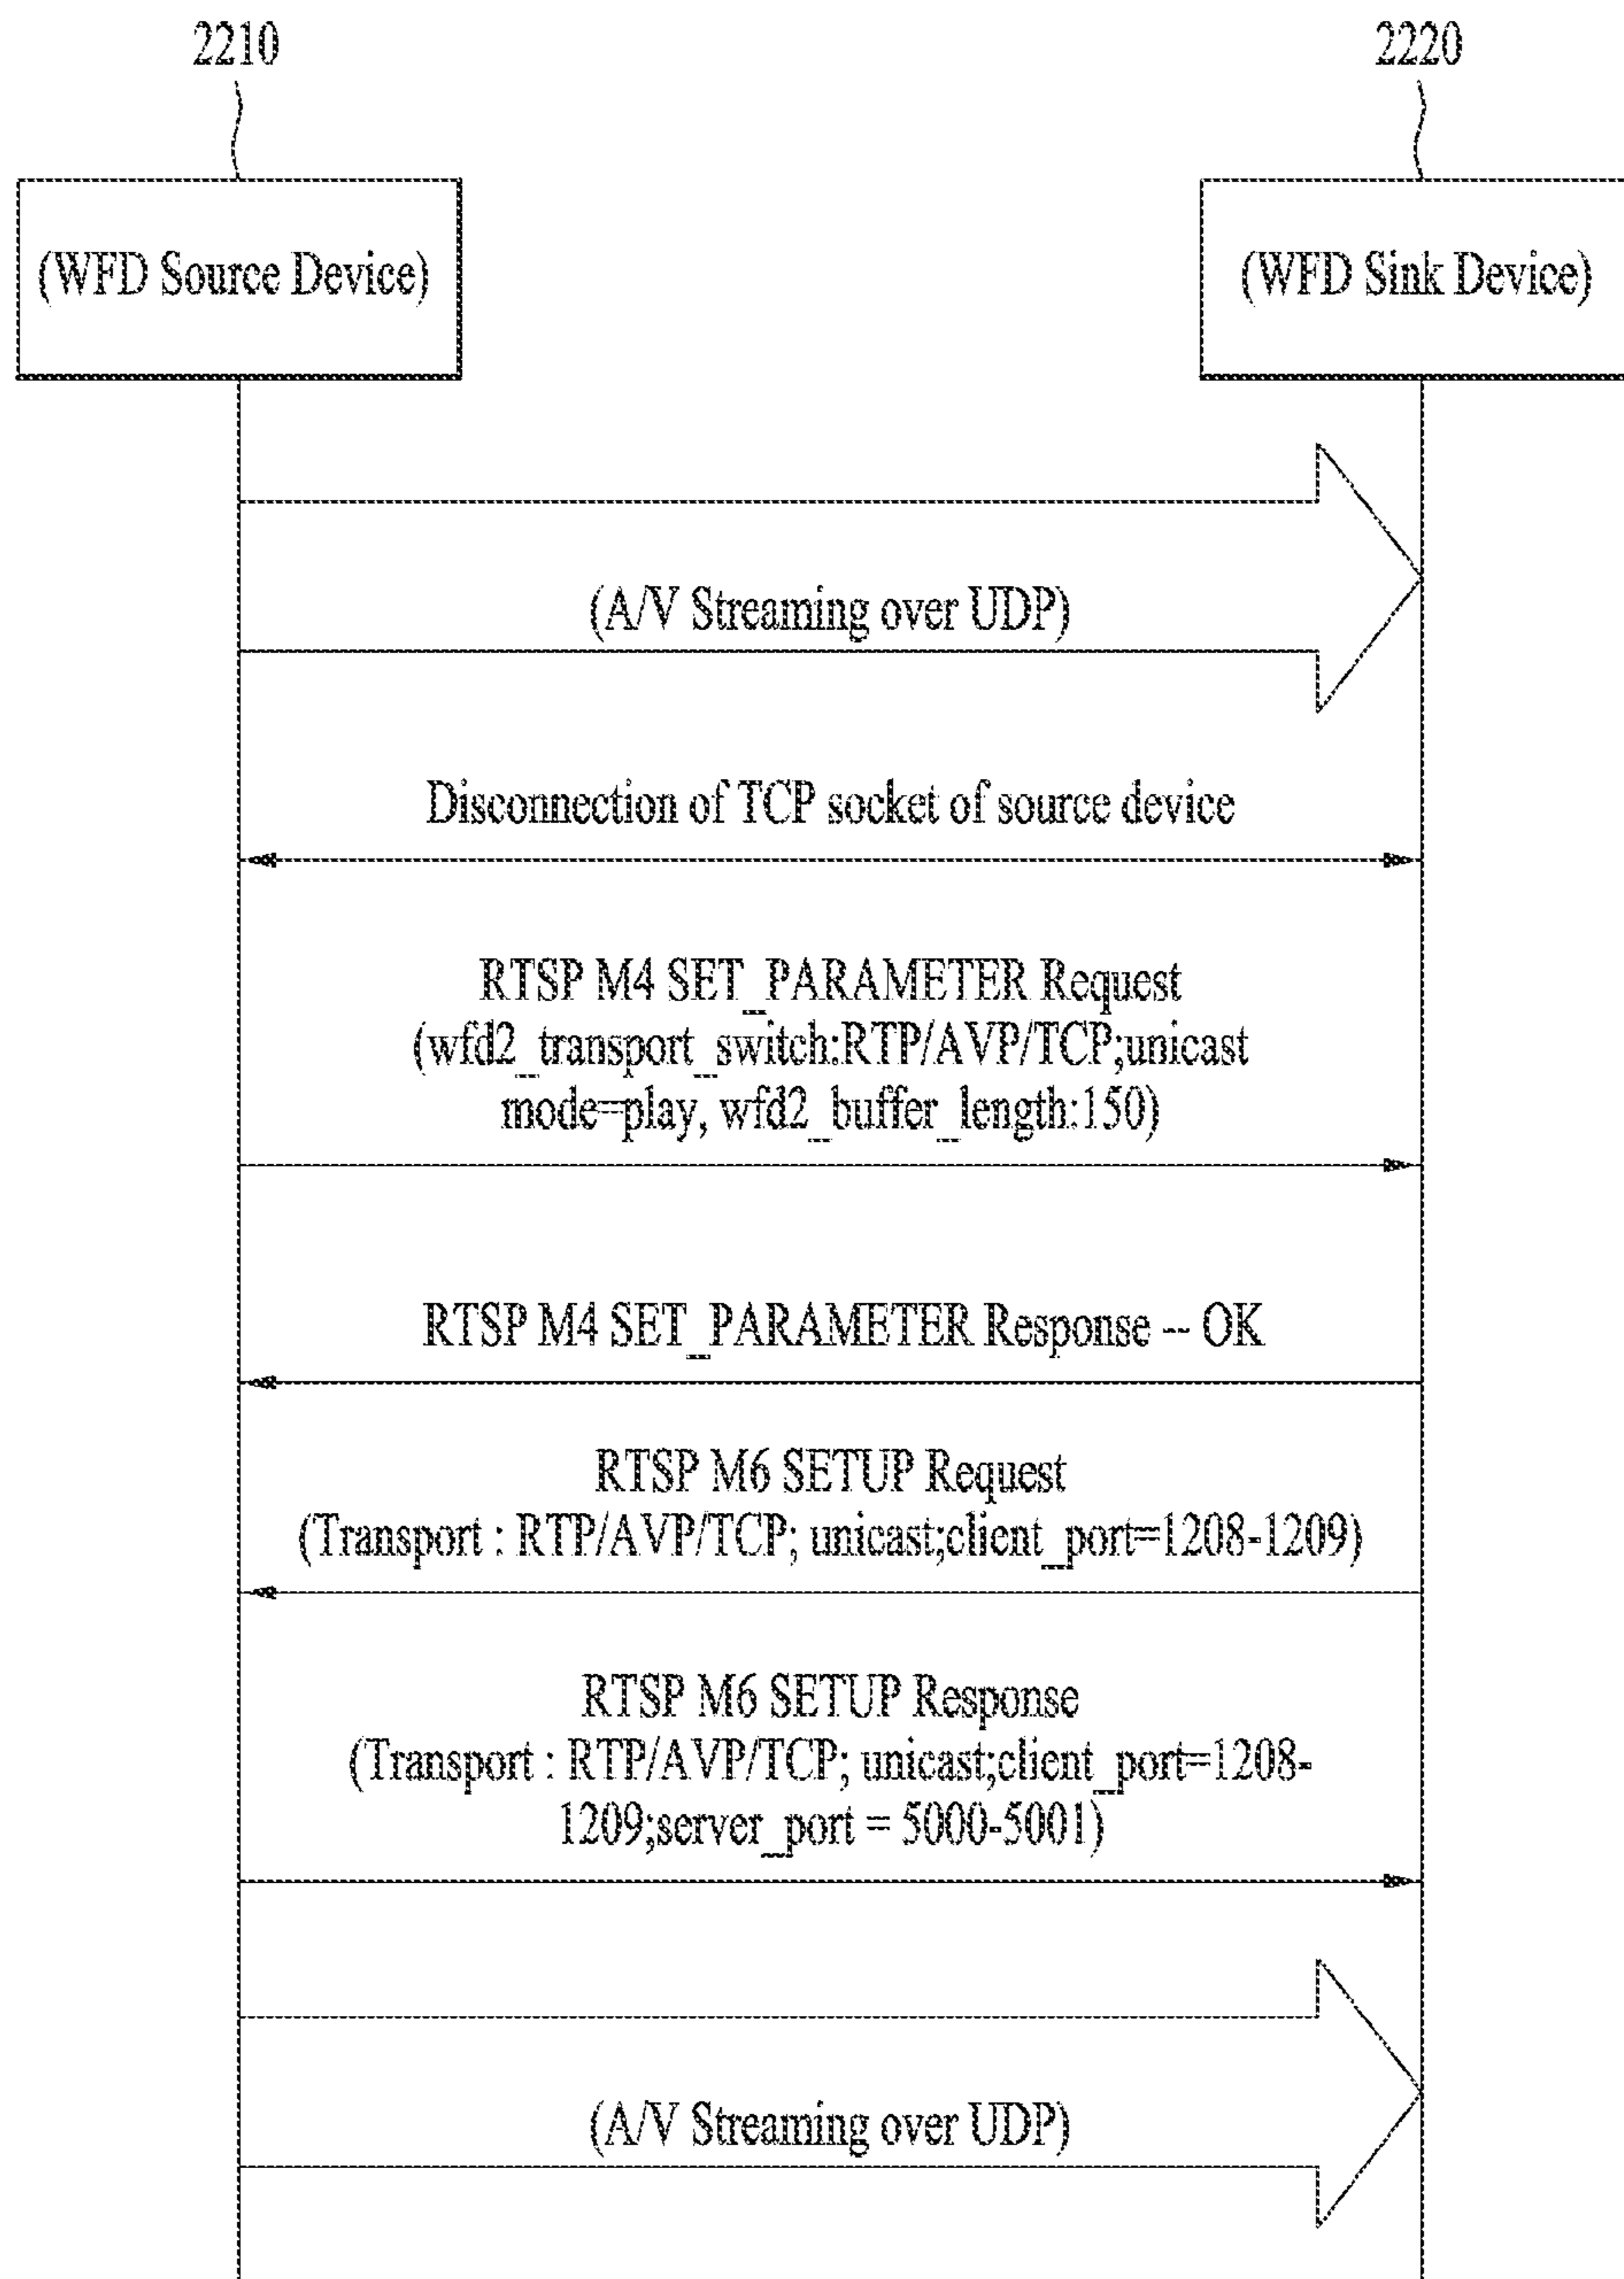 2210
2220
(WFD Source Device)
(WFD Sink Device)
(A/V Streaming over UDP)
Disconnection of TCP socket of source device
RTSP M4 SET_PARAMETER Request
(wfd2_transport_switch:RTP/AVP/TCP;unicast
mode=play, wfd2_buffer_length:150)
RTSP M4 SET_PARAMETER Response -- OK
RTSP M6 SETUP Request
(Transport : RTP/AVP/TCP; unicast;client_port=1208-1209)
RTSP M6 SETUP Response
(Transport : RTP/AVP/TCP; unicast;client_port=1208-
1209;server_port = 5000-5001)
(A/V Streaming over UDP)